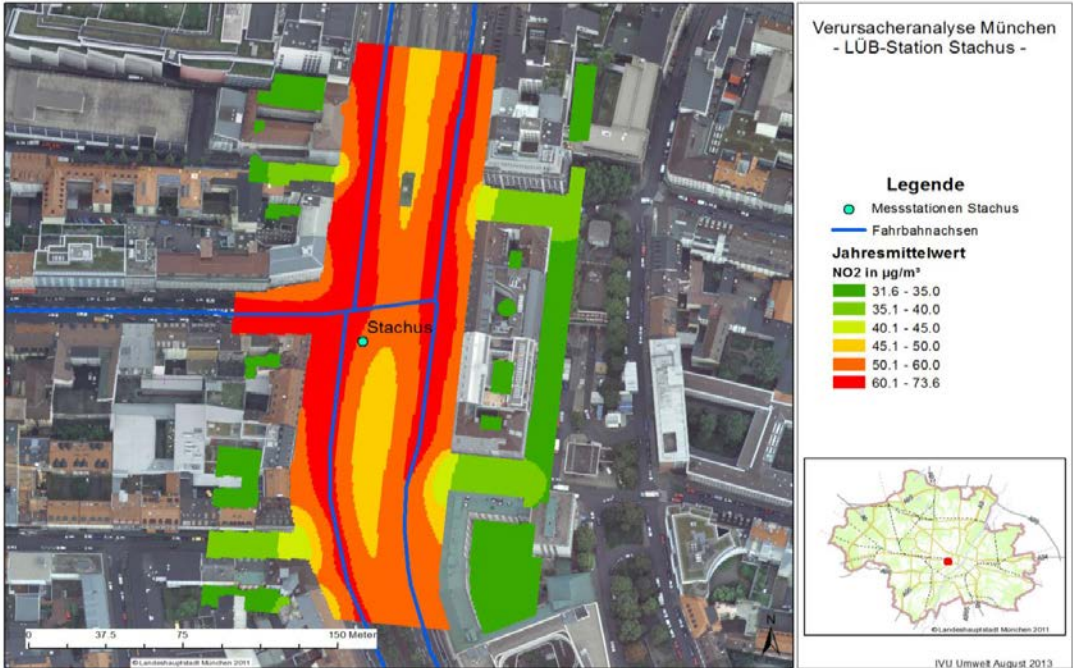 Verursacheranalyse München
- LÜB-Station Stachus -
Stachus
Legende
Messstationen Stachus
Fahrbahnachsen
Jahresmittelwert
NO2 in µg/m³
31.6 - 35.0
35.1 - 40.0
40.1 - 45.0
45.1 - 50.0
50.1 - 60.0
60.1 - 73.6
0 37.5 75 150 Meter
© Landeshauptstadt München 2011
N
© Landeshauptstadt München 2011
IVU Umwelt August 2013